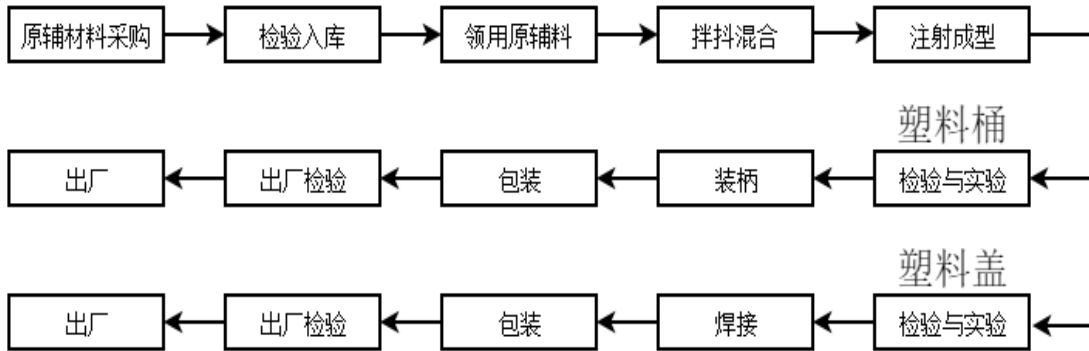 原辅材料采购 检验入库 领用原辅料 拌抖混合 注射成型
塑料桶
出厂 出厂检验 包装 装柄 检验与实验
塑料盖
出厂 出厂检验 包装 焊接 检验与实验